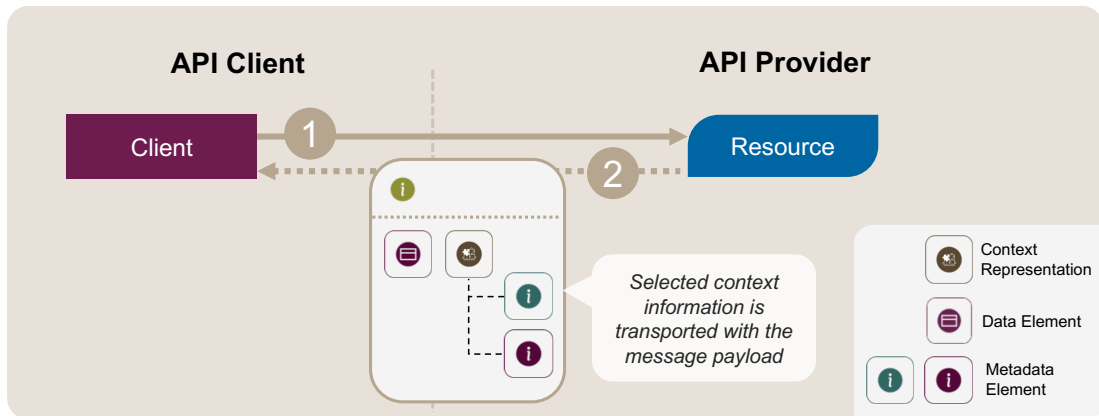 API Client
API Provider
Client
1
Resource
2
i
Selected context
information is
transported with the
message payload
i
i
Context
Representation
Data Element
i
i
Metadata
Element